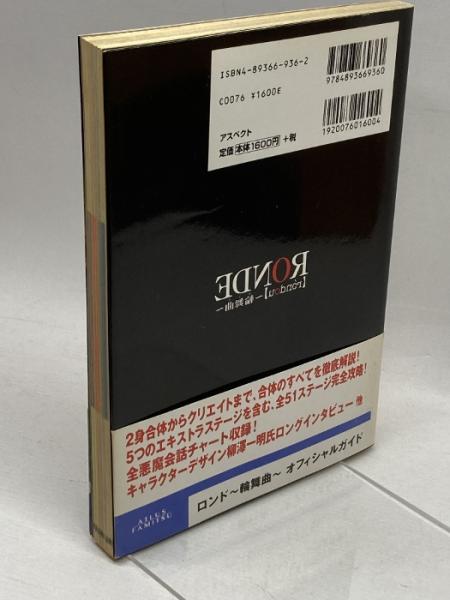 ISBN4-89366-936-2
C0076 ¥1600E
9784893669360
アスペクト
定価 本体1600円 +税
1920076016004
RONDE
[rɔndou] −輪舞曲−
2身合体からクリエイトまで、合体のすべてを徹底解説!
5つのエキストラステージを含む、全51ステージ完全攻略!
全悪魔会話チャート収録!
キャラクターデザイン柳澤一明氏ロングインタビュー 他
ATLUS
FAMITSU
ロンド〜輪舞曲〜 オフィシャルガイド